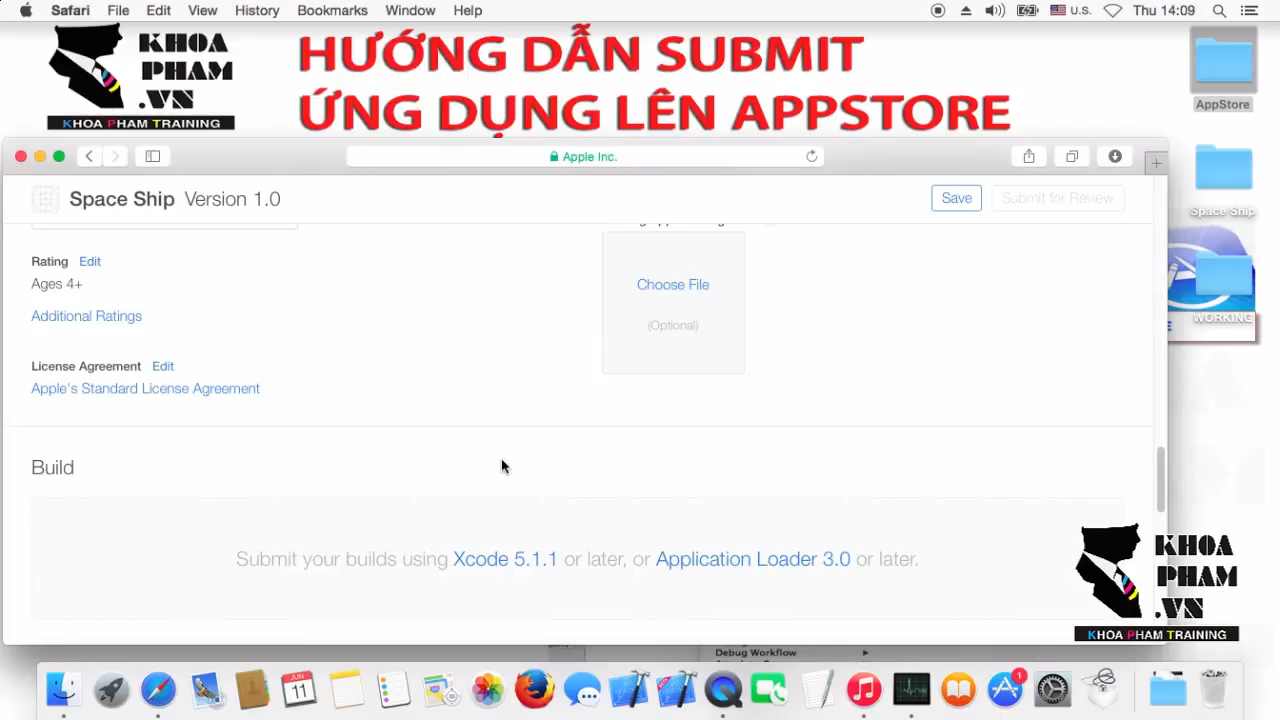 Safari File Edit View History Bookmarks Window Help U.S. Thu 14:09
KHOA
PHAM
.VN
KHOA PHAM TRAINING
HƯỚNG DẪN SUBMIT
ỨNG DỤNG LÊN APPSTORE
AppStore
Apple Inc.
Space Ship Version 1.0
Save Submit for Review
Space Ship
Rating Edit
Ages 4+
Additional Ratings
Choose File
(Optional)
WORKING
License Agreement Edit
Apple's Standard License Agreement
Build
Submit your builds using Xcode 5.1.1 or later, or Application Loader 3.0 or later.
KHOA
PHAM
.VN
KHOA PHAM TRAINING
Debug Workflow
JUN
11
1